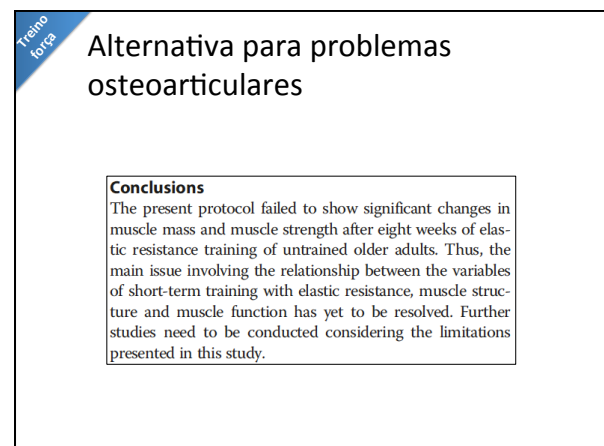 Treino
força
Alternativa para problemas
osteoarticulares
Conclusions
The present protocol failed to show significant changes in
muscle mass and muscle strength after eight weeks of elas-
tic resistance training of untrained older adults. Thus, the
main issue involving the relationship between the variables
of short-term training with elastic resistance, muscle struc-
ture and muscle function has yet to be resolved. Further
studies need to be conducted considering the limitations
presented in this study.